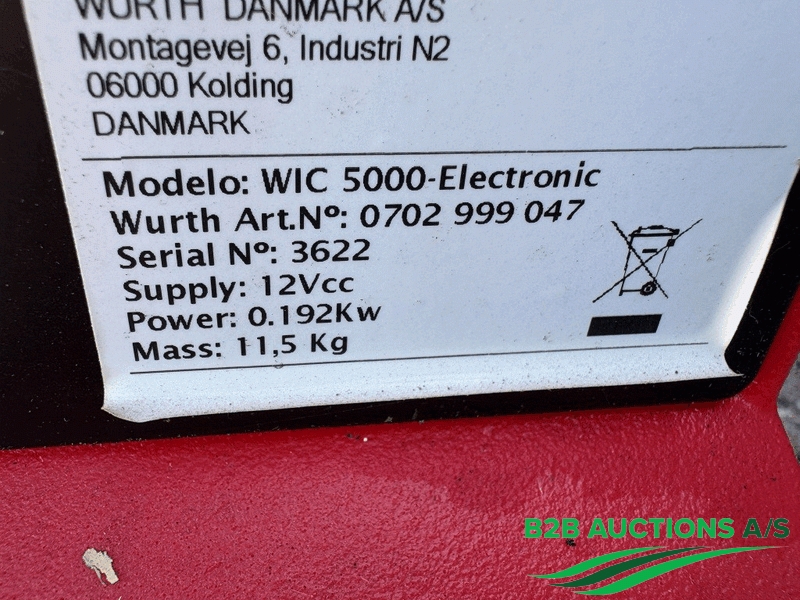 WÜRTH DANMARK A/S
Montagevej 6, Industri N2
06000 Kolding
DANMARK
Modelo: WIC 5000-Electronic
Wurth Art.Nº: 0702 999 047
Serial Nº: 3622
Supply: 12Vcc
Power: 0.192Kw
Mass: 11,5 Kg
B2B AUCTIONS A/S